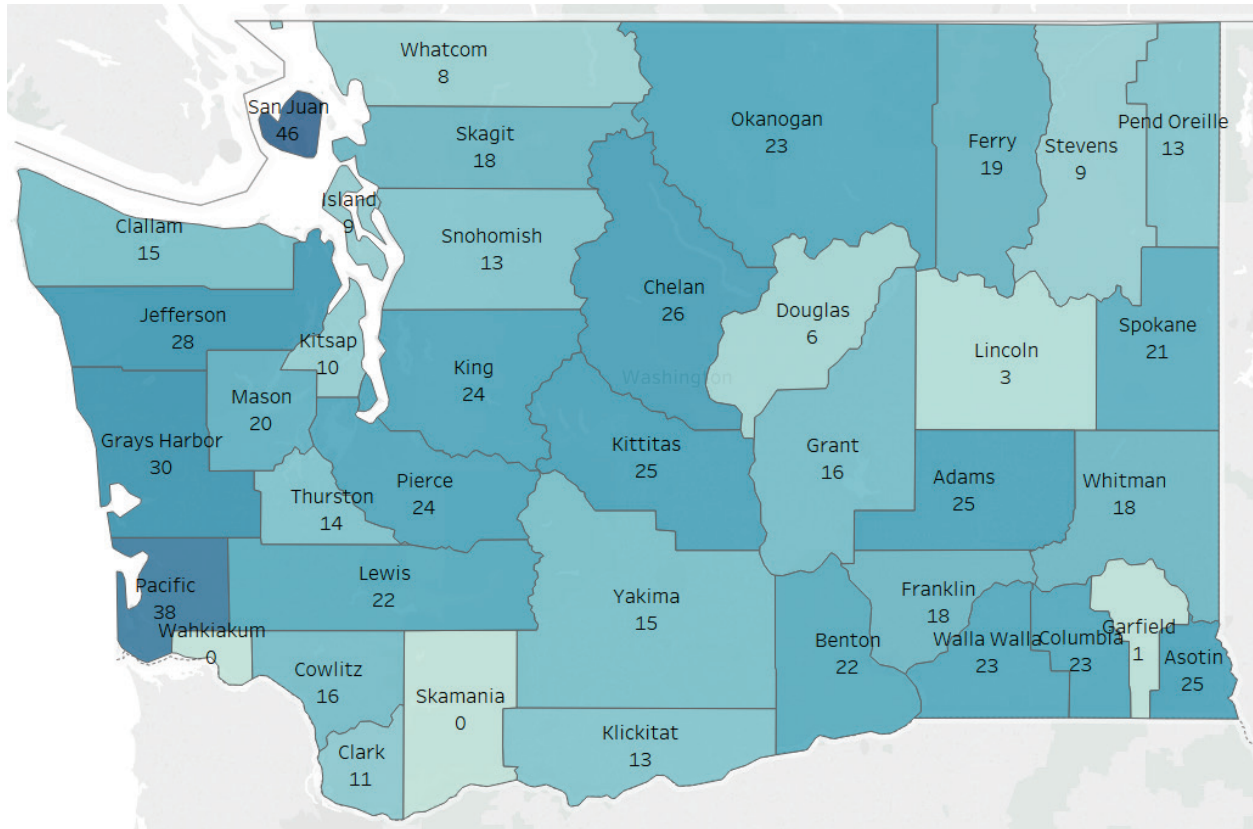 Whatcom
8
San Juan
46
Skagit
18
Okanogan
23
Ferry
19
Stevens
9
Pend Oreille
13
Island
9
Clallam
15
Snohomish
13
Chelan
26
Douglas
6
Jefferson
28
Kitsap
10
King
24
Washington
Lincoln
3
Spokane
21
Mason
20
Grays Harbor
30
Kittitas
25
Grant
16
Adams
25
Whitman
18
Thurston
14
Pierce
24
Pacific
38
Lewis
22
Yakima
15
Franklin
18
Wahkiakum
0
Benton
22
Walla Walla
23
Columbia
23
Garfield
1
Asotin
25
Cowlitz
16
Skamania
0
Clark
11
Klickitat
13